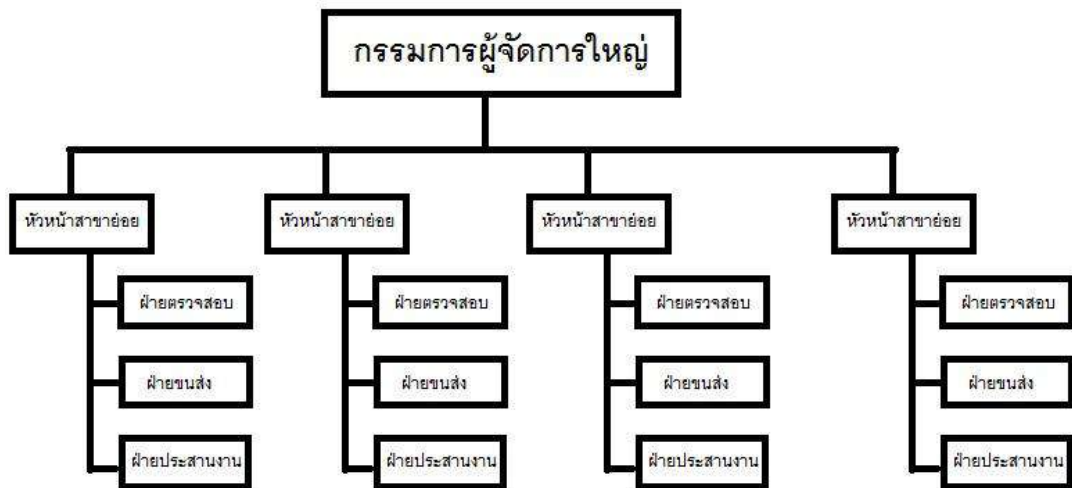 กรรมการผู้จัดการใหญ่
หัวหน้าสาขาย่อย
หัวหน้าสาขาย่อย
หัวหน้าสาขาย่อย
หัวหน้าสาขาย่อย
ฝ่ายตรวจสอบ
ฝ่ายตรวจสอบ
ฝ่ายตรวจสอบ
ฝ่ายตรวจสอบ
ฝ่ายขนส่ง
ฝ่ายขนส่ง
ฝ่ายขนส่ง
ฝ่ายขนส่ง
ฝ่ายประสานงาน
ฝ่ายประสานงาน
ฝ่ายประสานงาน
ฝ่ายประสานงาน